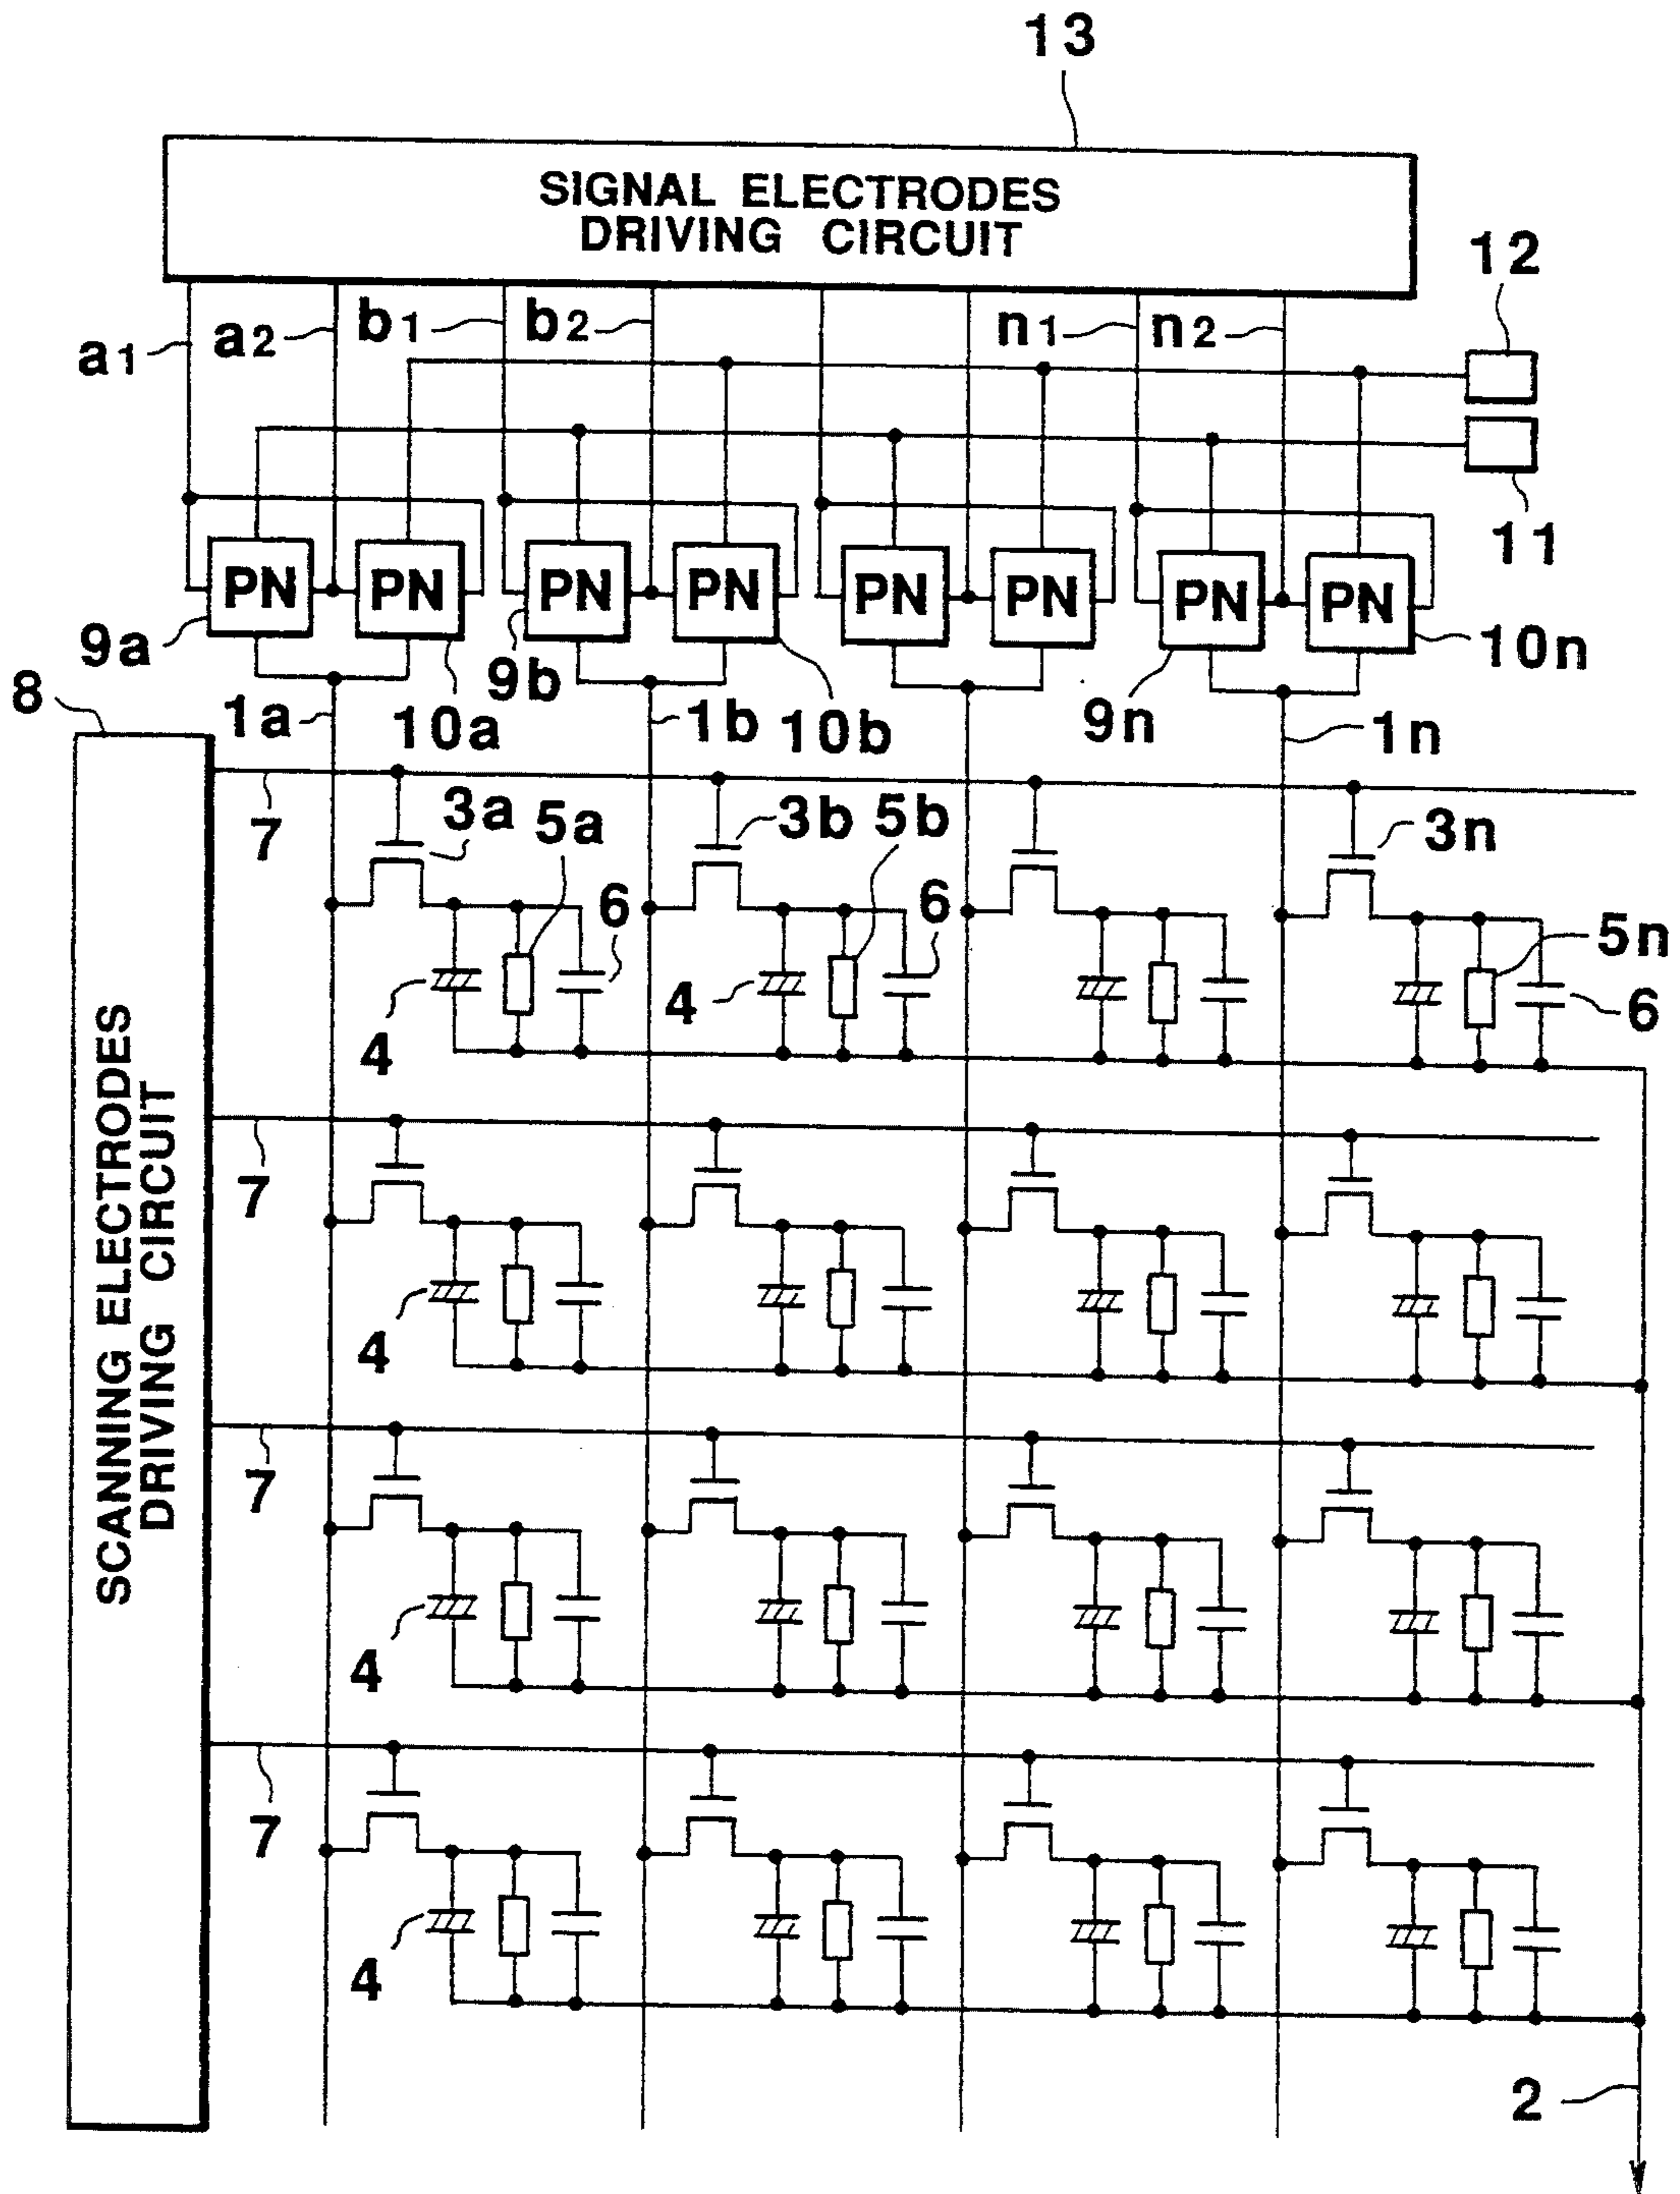 13
SIGNAL ELECTRODES
DRIVING CIRCUIT
12
a1
a2
b1
b2
n1
n2
11
PN PN PN PN PN PN PN PN
9a
10a
9b
10b
9n
10n
8
1a
1b
1n
SCANNING ELECTRODES
DRIVING CIRCUIT
7
3a
5a
3b
5b
3n
6
6
5n
4
4
6
7
4
7
4
7
4
2